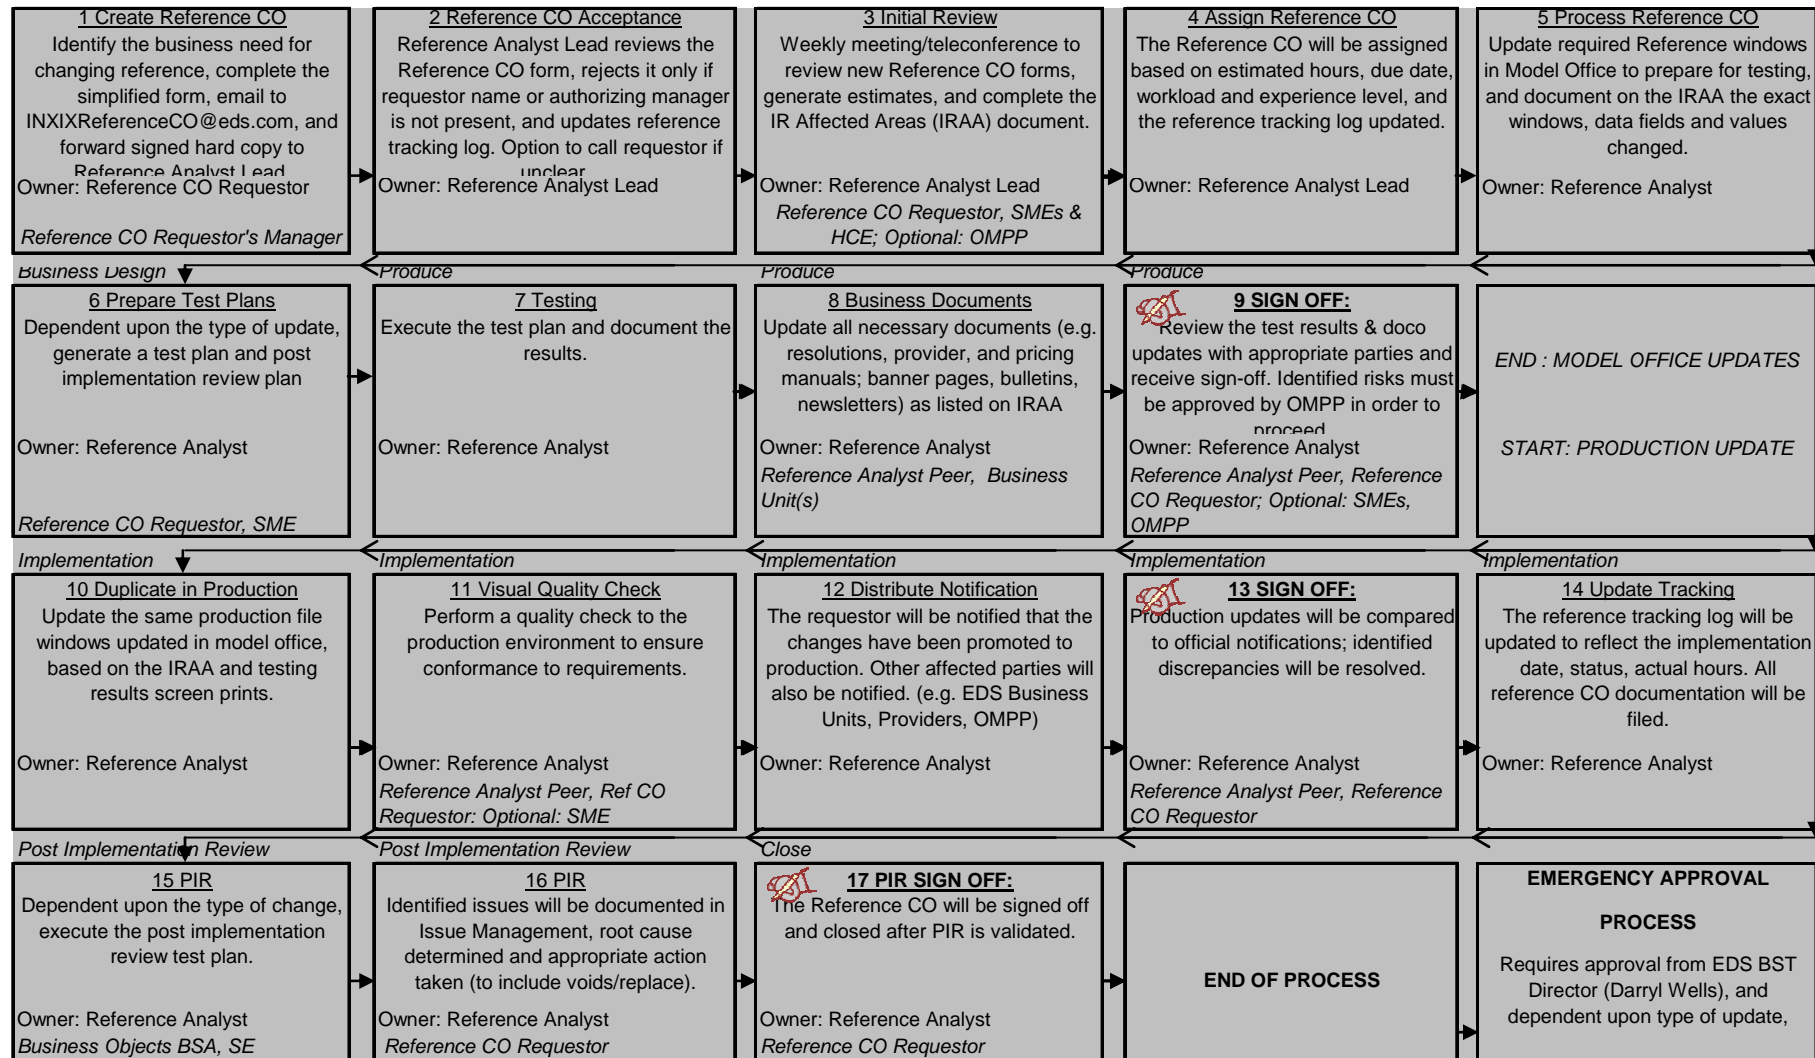 1 Create Reference CO
Identify the business need for
changing reference, complete the
simplified form, email to
INXIXReferenceCO@eds.com, and
forward signed hard copy to
Reference Analyst Lead
Owner: Reference CO Requestor
Reference CO Requestor's Manager
2 Reference CO Acceptance
Reference Analyst Lead reviews the
Reference CO form, rejects it only if
requestor name or authorizing manager
is not present, and updates reference
tracking log. Option to call requestor if
unclear
Owner: Reference Analyst Lead
3 Initial Review
Weekly meeting/teleconference to
review new Reference CO forms,
generate estimates, and complete the
IR Affected Areas (IRAA) document.
Owner: Reference Analyst Lead
Reference CO Requestor, SMEs &
HCE; Optional: OMPP
4 Assign Reference CO
The Reference CO will be assigned
based on estimated hours, due date,
workload and experience level, and
the reference tracking log updated.
Owner: Reference Analyst Lead
5 Process Reference CO
Update required Reference windows
in Model Office to prepare for testing,
and document on the IRAA the exact
windows, data fields and values
changed.
Owner: Reference Analyst
Business Design
Produce
Produce
Produce
6 Prepare Test Plans
Dependent upon the type of update,
generate a test plan and post
implementation review plan
Owner: Reference Analyst
Reference CO Requestor, SME
7 Testing
Execute the test plan and document the
results.
Owner: Reference Analyst
8 Business Documents
Update all necessary documents (e.g.
resolutions, provider, and pricing
manuals; banner pages, bulletins,
newsletters) as listed on IRAA
Owner: Reference Analyst
Reference Analyst Peer, Business
Unit(s)
9 SIGN OFF:
Review the test results & doco
updates with appropriate parties and
receive sign-off. Identified risks must
be approved by OMPP in order to
proceed
Owner: Reference Analyst
Reference Analyst Peer, Reference
CO Requestor; Optional: SMEs,
OMPP
END : MODEL OFFICE UPDATES
START: PRODUCTION UPDATE
Implementation
Implementation
Implementation
Implementation
Implementation
10 Duplicate in Production
Update the same production file
windows updated in model office,
based on the IRAA and testing
results screen prints.
Owner: Reference Analyst
11 Visual Quality Check
Perform a quality check to the
production environment to ensure
conformance to requirements.
Owner: Reference Analyst
Reference Analyst Peer, Ref CO
Requestor: Optional: SME
12 Distribute Notification
The requestor will be notified that the
changes have been promoted to
production. Other affected parties will
also be notified. (e.g. EDS Business
Units, Providers, OMPP)
Owner: Reference Analyst
13 SIGN OFF:
Production updates will be compared
to official notifications; identified
discrepancies will be resolved.
Owner: Reference Analyst
Reference Analyst Peer, Reference
CO Requestor
14 Update Tracking
The reference tracking log will be
updated to reflect the implementation
date, status, actual hours. All
reference CO documentation will be
filed.
Owner: Reference Analyst
Post Implementation Review
Post Implementation Review
Close
15 PIR
Dependent upon the type of change,
execute the post implementation
review test plan.
Owner: Reference Analyst
Business Objects BSA, SE
16 PIR
Identified issues will be documented in
Issue Management, root cause
determined and appropriate action
taken (to include voids/replace).
Owner: Reference Analyst
Reference CO Requestor
17 PIR SIGN OFF:
The Reference CO will be signed off
and closed after PIR is validated.
Owner: Reference Analyst
Reference CO Requestor
END OF PROCESS
EMERGENCY APPROVAL
PROCESS
Requires approval from EDS BST
Director (Darryl Wells), and
dependent upon type of update,